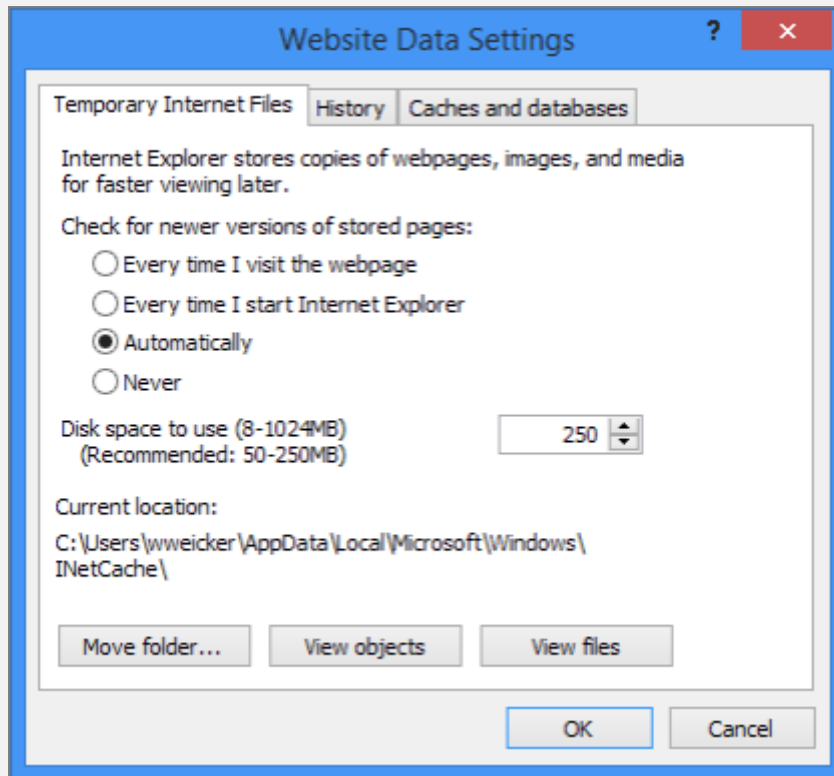 Website Data Settings
?
Temporary Internet Files
History
Caches and databases
Internet Explorer stores copies of webpages, images, and media
for faster viewing later.
Check for newer versions of stored pages:
Every time I visit the webpage
Every time I start Internet Explorer
Automatically
Never
Disk space to use (8-1024MB)
250
(Recommended: 50-250MB)
Current location:
C:\Users\wweicker\AppData\Local\Microsoft\Windows\
INetCache\
Move folder...
View objects
View files
OK
Cancel